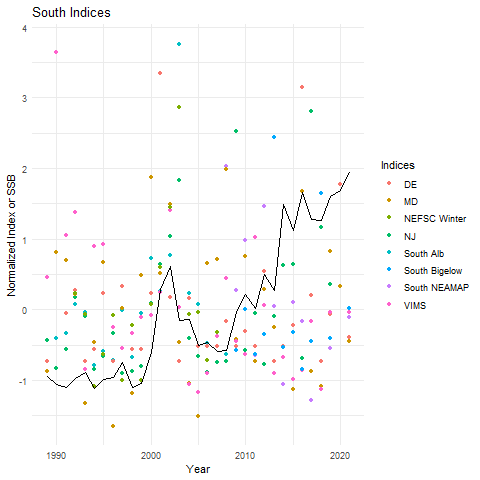 South Indices
4
3
2
1
0
-1
Normalized Index or SSB
1990
2000
2010
2020
Year
Indices
DE
MD
NEFSC Winter
NJ
South Alb
South Bigelow
South NEAMAP
VIMS